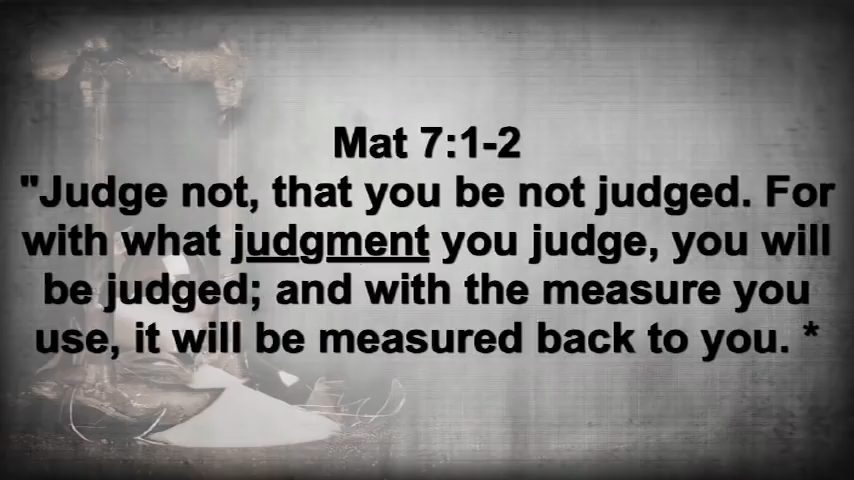 Mat 7:1-2
"Judge not, that you be not judged. For
with what judgment you judge, you will
be judged; and with the measure you
use, it will be measured back to you. *